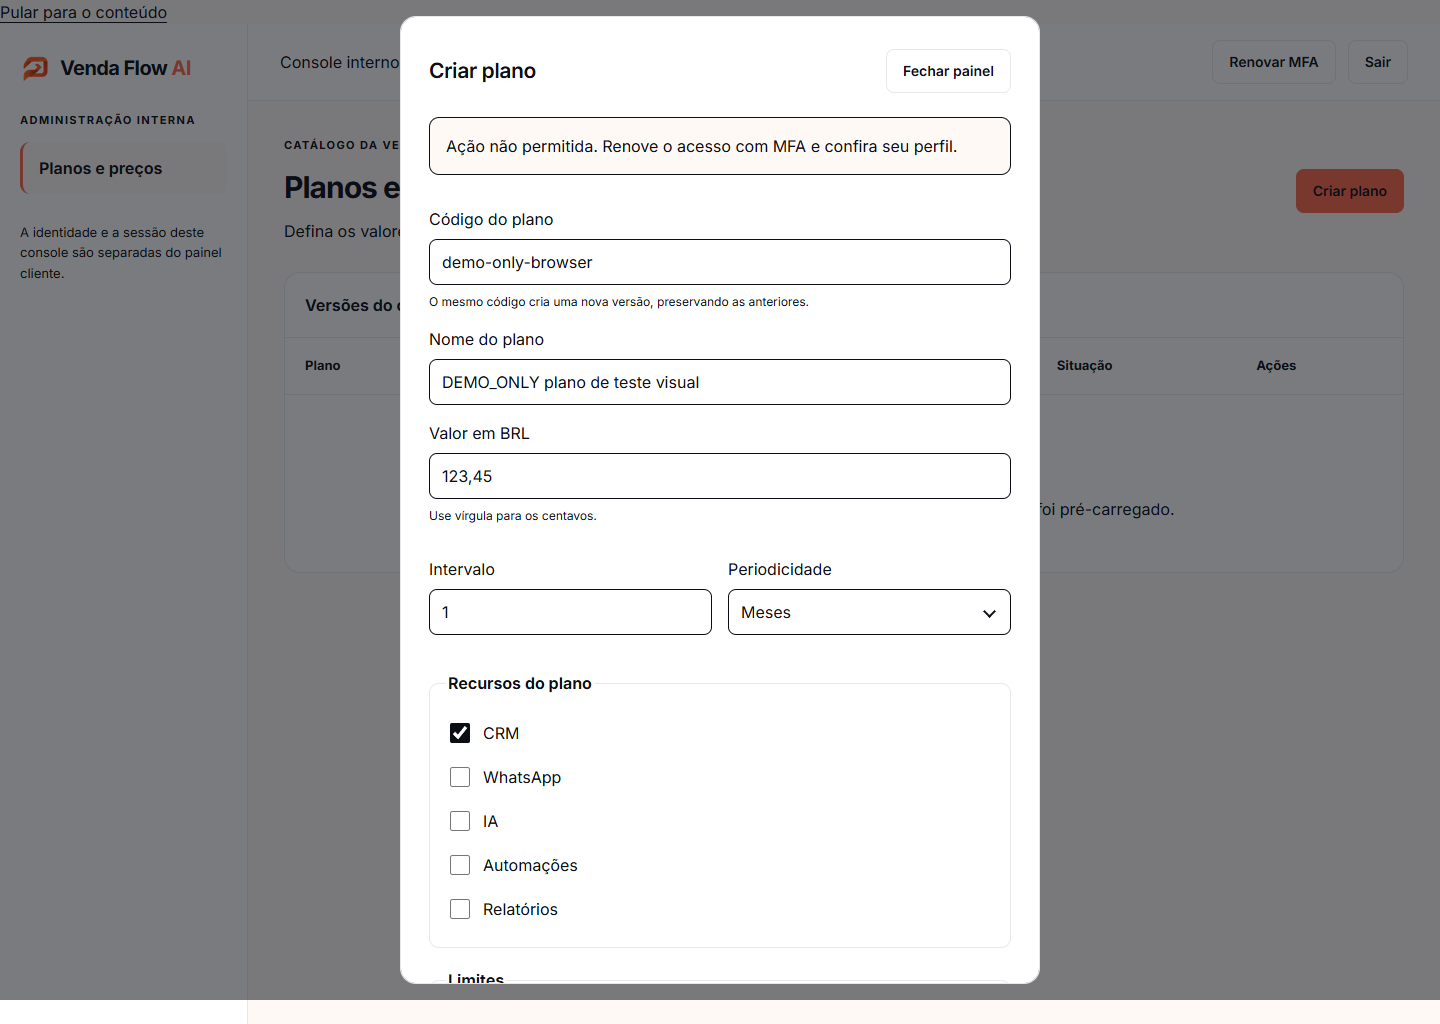 Pular para o conteúdo
Venda Flow AI
ADMINISTRAÇÃO INTERNA
Planos e preços
A identidade e a sessão deste
console são separadas do painel
cliente.
Console interno
Renovar MFA
Sair
CATÁLOGO DA VE
Planos e
Defina os valor
Criar plano
Versões do
Plano
Situação
Ações
foi pré-carregado.
Criar plano
Fechar painel
Ação não permitida. Renove o acesso com MFA e confira seu perfil.
Código do plano
demo-only-browser
O mesmo código cria uma nova versão, preservando as anteriores.
Nome do plano
DEMO_ONLY plano de teste visual
Valor em BRL
123,45
Use vírgula para os centavos.
Intervalo
Periodicidade
1
Meses
Recursos do plano
CRM
WhatsApp
IA
Automações
Relatórios
Limites